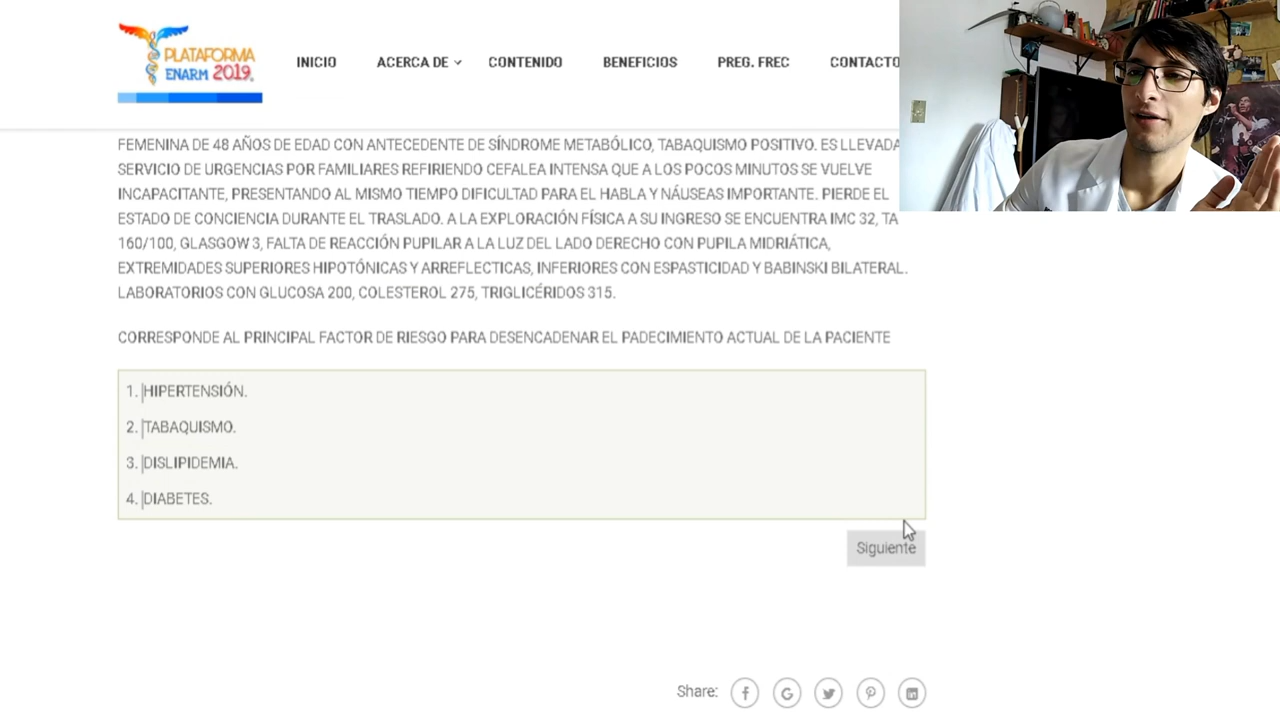 PLATAFORMA
ENARM 2019
INICIO
ACERCA DE
CONTENIDO
BENEFICIOS
PREG. FREC
CONTACTO
FEMENINA DE 48 AÑOS DE EDAD CON ANTECEDENTE DE SÍNDROME METABÓLICO, TABAQUISMO POSITIVO. ES LLEVADA
SERVICIO DE URGENCIAS POR FAMILIARES REFIRIENDO CEFALEA INTENSA QUE A LOS POCOS MINUTOS SE VUELVE
INCAPACITANTE, PRESENTANDO AL MISMO TIEMPO DIFICULTAD PARA EL HABLA Y NÁUSEAS IMPORTANTE. PIERDE EL
ESTADO DE CONCIENCIA DURANTE EL TRASLADO. A LA EXPLORACIÓN FÍSICA A SU INGRESO SE ENCUENTRA IMC 32, TA
160/100, GLASGOW 3, FALTA DE REACCIÓN PUPILAR A LA LUZ DEL LADO DERECHO CON PUPILA MIDRIÁTICA,
EXTREMIDADES SUPERIORES HIPOTÓNICAS Y ARREFLECTICAS, INFERIORES CON ESPASTICIDAD Y BABINSKI BILATERAL.
LABORATORIOS CON GLUCOSA 200, COLESTEROL 275, TRIGLICÉRIDOS 315.
CORRESPONDE AL PRINCIPAL FACTOR DE RIESGO PARA DESENCADENAR EL PADECIMIENTO ACTUAL DE LA PACIENTE
1. HIPERTENSIÓN.
2. TABAQUISMO.
3. DISLIPIDEMIA.
4. DIABETES.
Siguiente
Share: